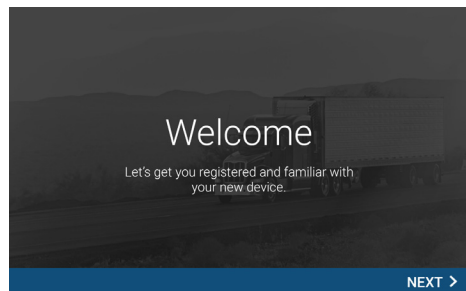 Welcome
Let's get you registered and familiar with
your new device.
NEXT >